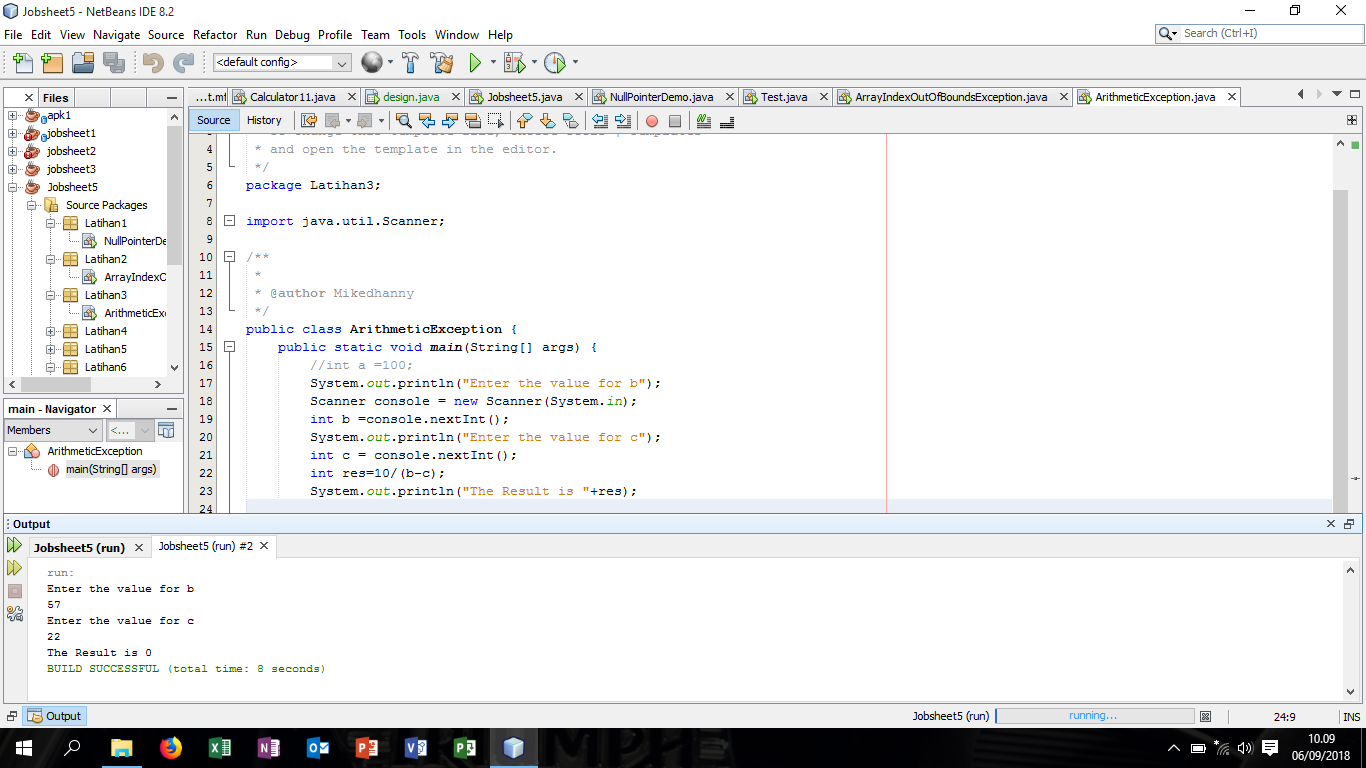 Jobsheet5 - NetBeans IDE 8.2
File Edit View Navigate Source Refactor Run Debug Profile Team Tools Window Help
Search (Ctrl+I)
<default config>
Files
...t.mf Calculator11.java design.java Jobsheet5.java NullPointerDemo.java Test.java ArrayIndexOutOfBoundsException.java ArithmeticException.java
Source History
apk1
jobsheet1
jobsheet2
jobsheet3
Jobsheet5
Source Packages
Latihan1
NullPointerDe
Latihan2
ArrayIndexO
Latihan3
ArithmeticEx
Latihan4
Latihan5
Latihan6
main - Navigator
Members <...
ArithmeticException
main(String[] args)
4 * and open the template in the editor.
5 */
6 package Latihan3;
7
8 import java.util.Scanner;
9
10 /**
11 *
12 * @author Mikedhanny
13 */
14 public class ArithmeticException {
15 public static void main(String[] args) {
16 //int a =100;
17 System.out.println("Enter the value for b");
18 Scanner console = new Scanner(System.in);
19 int b =console.nextInt();
20 System.out.println("Enter the value for c");
21 int c = console.nextInt();
22 int res=10/(b-c);
23 System.out.println("The Result is "+res);
24
Output
Jobsheet5 (run) Jobsheet5 (run) #2
run:
Enter the value for b
57
Enter the value for c
22
The Result is 0
BUILD SUCCESSFUL (total time: 8 seconds)
Output
Jobsheet5 (run) running... 24:9 INS
10.09
06/09/2018